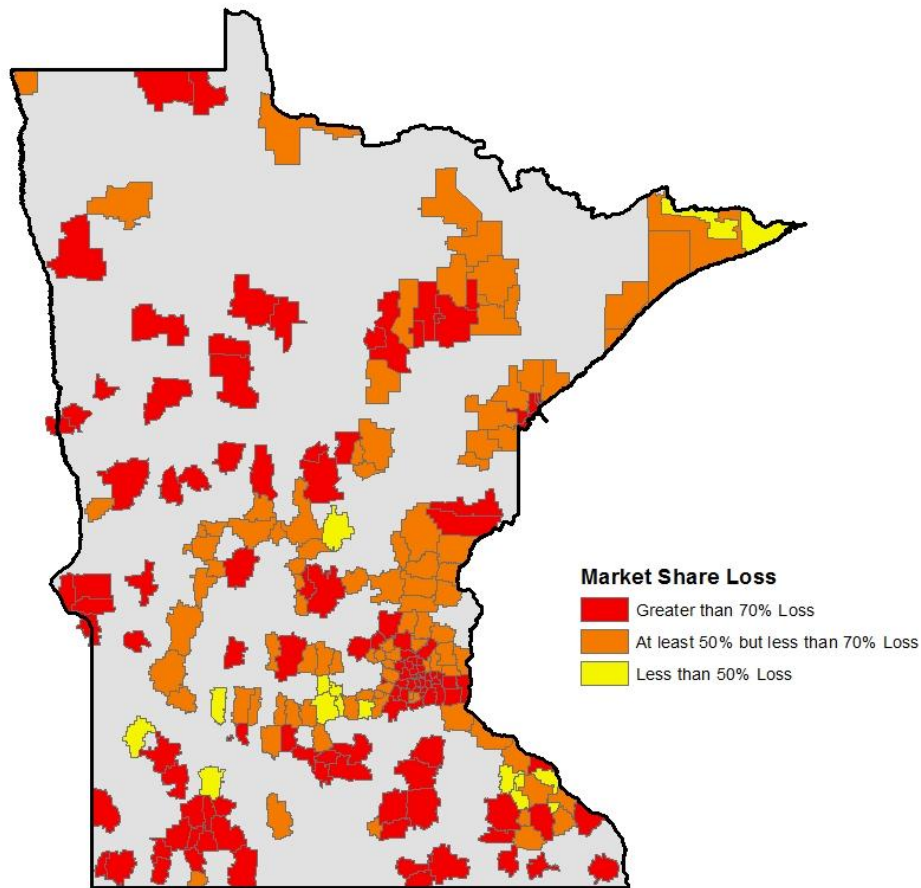 Market Share Loss
Greater than 70% Loss
At least 50% but less than 70% Loss
Less than 50% Loss